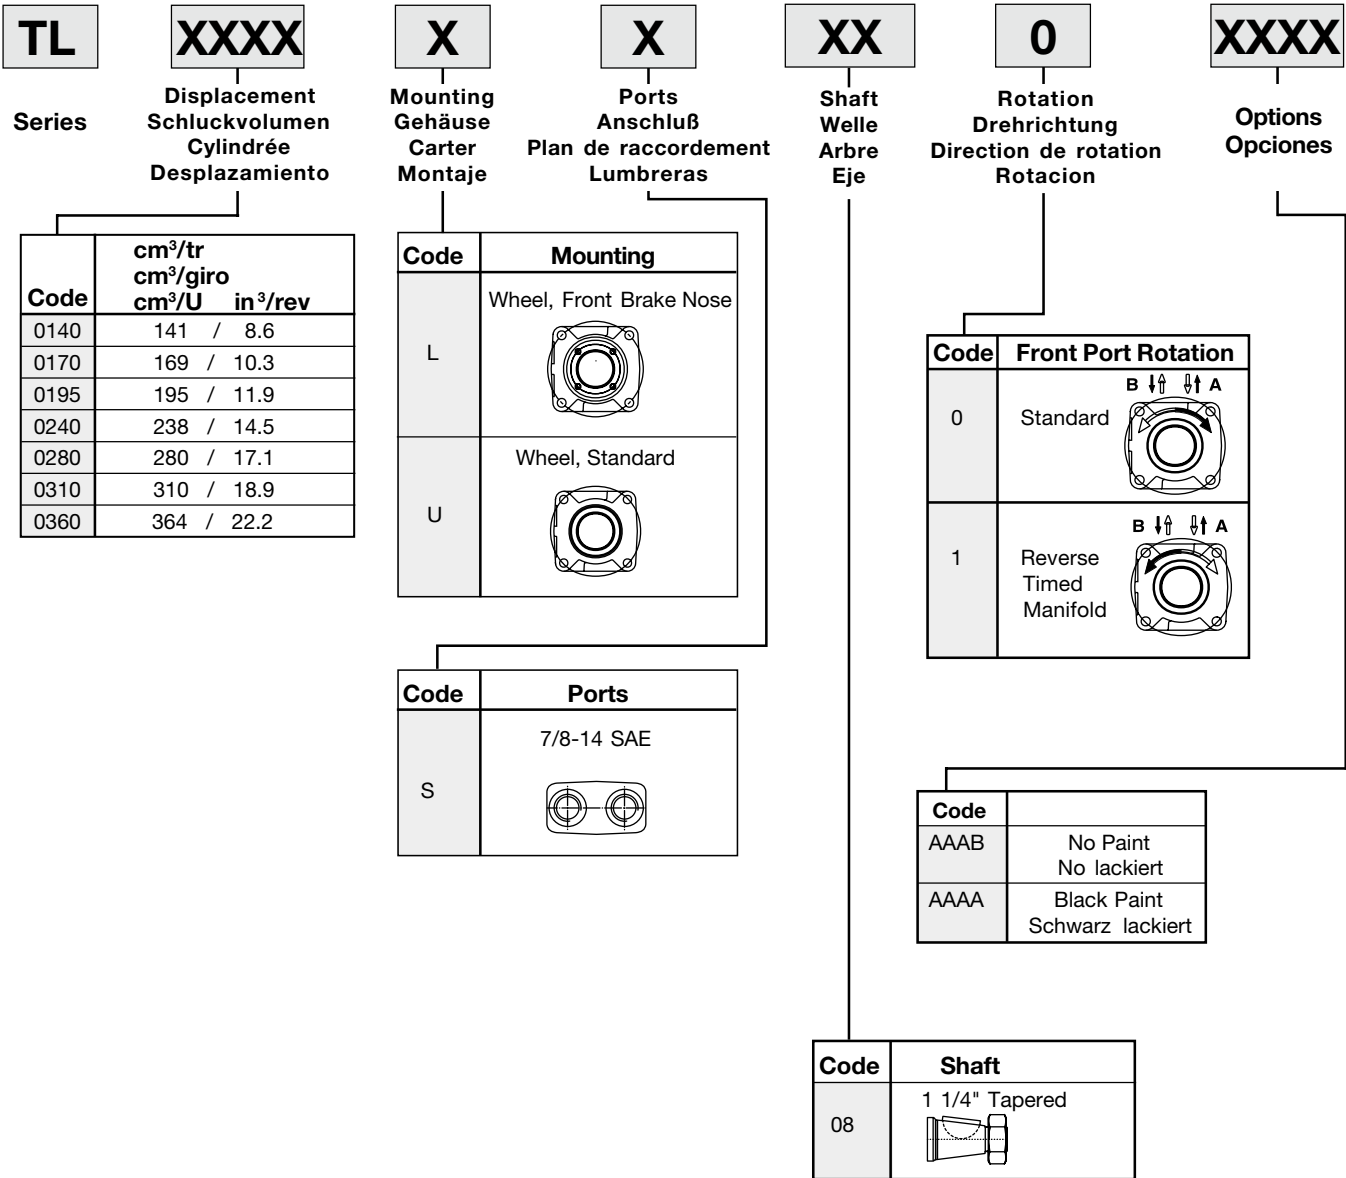 TL XXXX X X XX 0 XXXX
Series
Displacement
Schluckvolumen
Cylindrée
Desplazamiento
Mounting
Gehäuse
Carter
Montaje
Ports
Anschluß
Plan de raccordement
Lumbreras
Shaft
Welle
Arbre
Eje
Rotation
Drehrichtung
Direction de rotation
Rotacion
Options
Opciones
cm³/tr
cm³/giro
Code cm³/U in³/rev
0140 141 / 8.6
0170 169 / 10.3
0195 195 / 11.9
0240 238 / 14.5
0280 280 / 17.1
0310 310 / 18.9
0360 364 / 22.2
Code Mounting
Wheel, Front Brake Nose
L
Wheel, Standard
U
Code Ports
7/8-14 SAE
S
Code Front Port Rotation
B A
0 Standard
B A
1 Reverse
Timed
Manifold
Code
AAAB No Paint
No lackiert
AAAA Black Paint
Schwarz lackiert
Code Shaft
1 1/4" Tapered
08